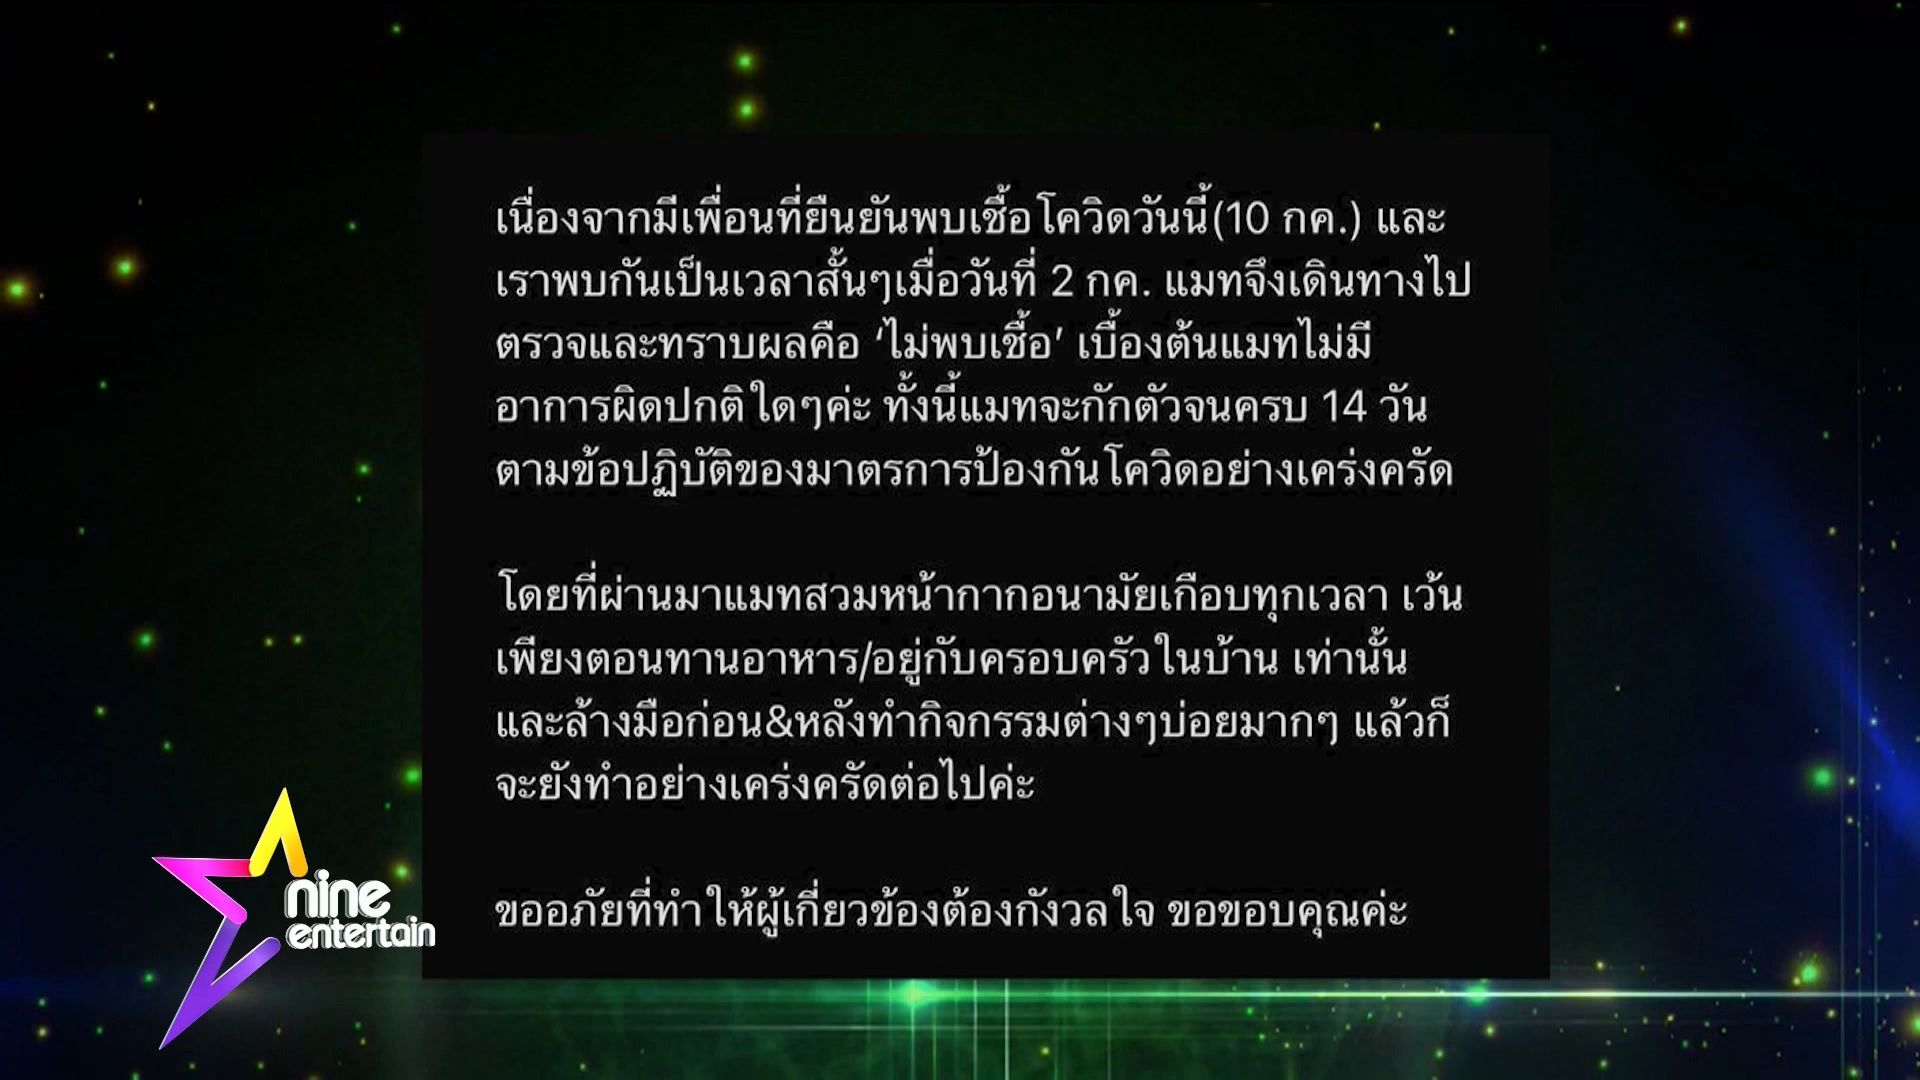 เนื่องจากมีเพื่อนที่ยืนยันพบเชื้อโควิดวันนี้(10 กค.) และ
เราพบกันเป็นเวลาสั้นๆเมื่อวันที่ 2 กค. แมทจึงเดินทางไป
ตรวจและทราบผลคือ ‘ไม่พบเชื้อ’ เบื้องต้นแมทไม่มี
อาการผิดปกติใดๆค่ะ ทั้งนี้แมทจะกักตัวจนครบ 14 วัน
ตามข้อปฏิบัติของมาตรการป้องกันโควิดอย่างเคร่งครัด
โดยที่ผ่านมาแมทสวมหน้ากากอนามัยเกือบทุกเวลา เว้น
เพียงตอนทานอาหาร/อยู่กับครอบครัวในบ้าน เท่านั้น
และล้างมือก่อน&หลังทำกิจกรรมต่างๆบ่อยมากๆ แล้วก็
จะยังทำอย่างเคร่งครัดต่อไปค่ะ
ขออภัยที่ทำให้ผู้เกี่ยวข้องต้องกังวลใจ ขอขอบคุณค่ะ
nine
entertain